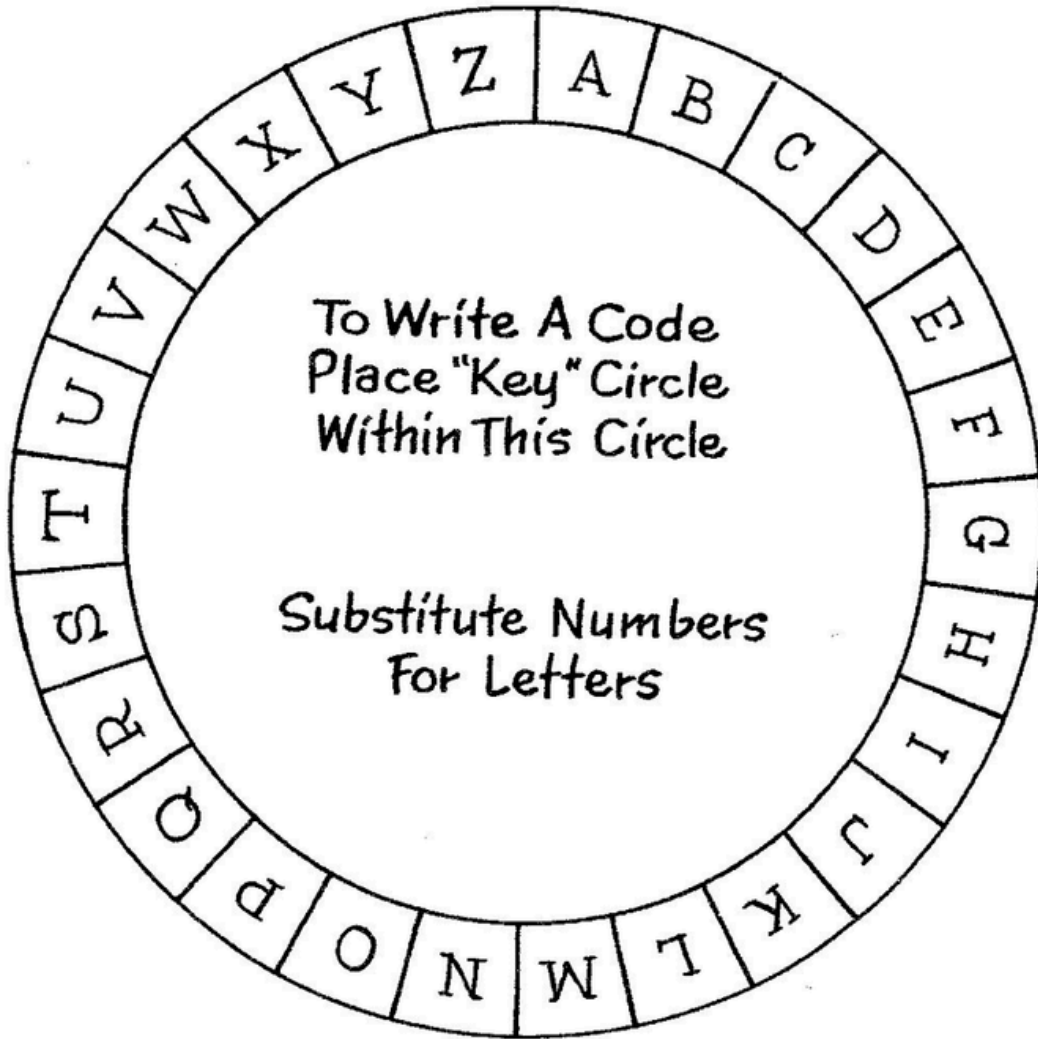 A B C D E F G H I J K L M N O P Q R S T U V W X Y Z
To Write A Code
Place "Key" Circle
Within This Circle
Substitute Numbers
For Letters